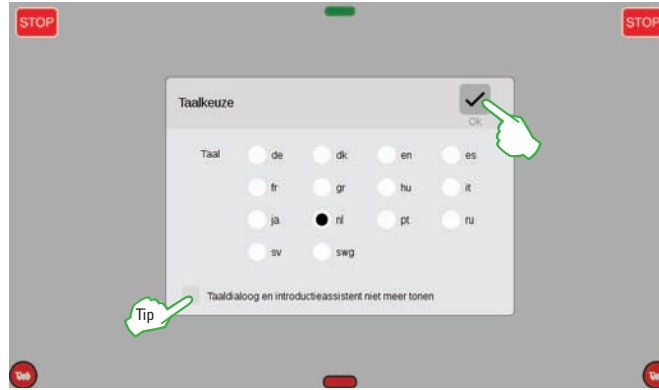 STOP
STOP
Taalkeuze
Ok
Taal
de
dk
en
es
fr
gr
hu
it
ja
nl
pt
ru
sv
swg
Taaldialoog en introductieassistent niet meer tonen
Tip